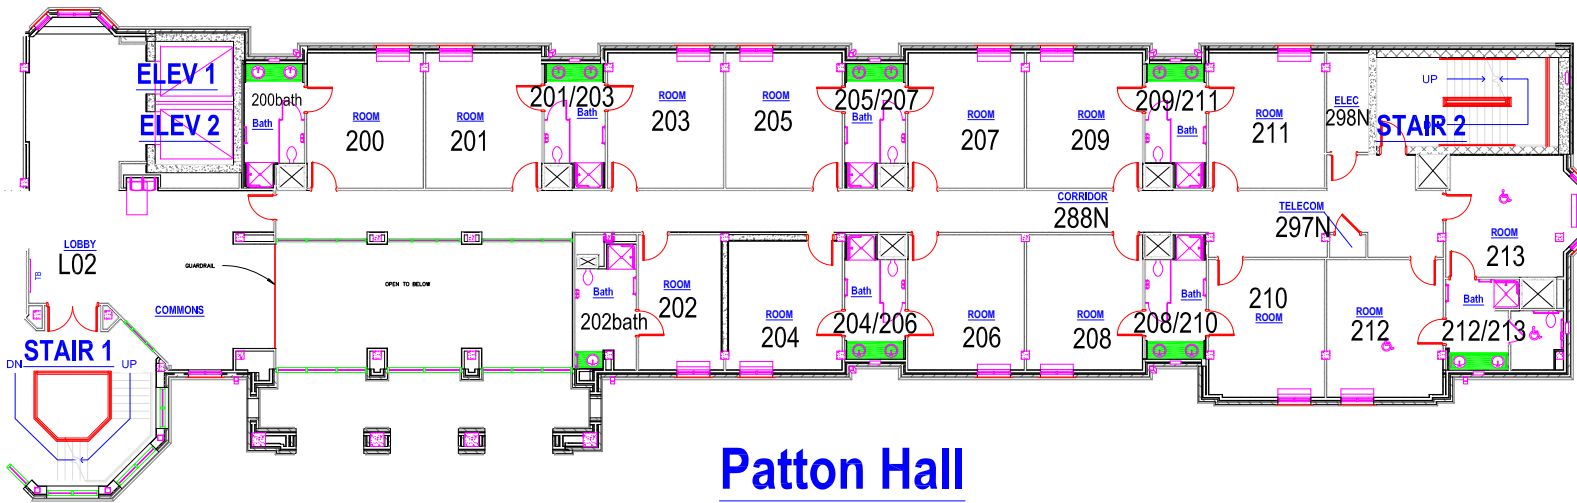 ELEV 1
ELEV 2
200bath
Bath
ROOM
200
ROOM
201
201/203
Bath
ROOM
203
ROOM
205
205/207
Bath
ROOM
207
ROOM
209
209/211
Bath
ROOM
211
ELEC
298N
UP
STAIR 2
CORRIDOR
288N
TELECOM
297N
ROOM
213
LOBBY
L02
TB
GUARDRAIL
OPEN TO BELOW
COMMONS
Bath
202bath
ROOM
202
ROOM
204
Bath
204/206
ROOM
206
ROOM
208
Bath
208/210
210
ROOM
ROOM
212
Bath
212/213
STAIR 1
DN
UP
Patton Hall